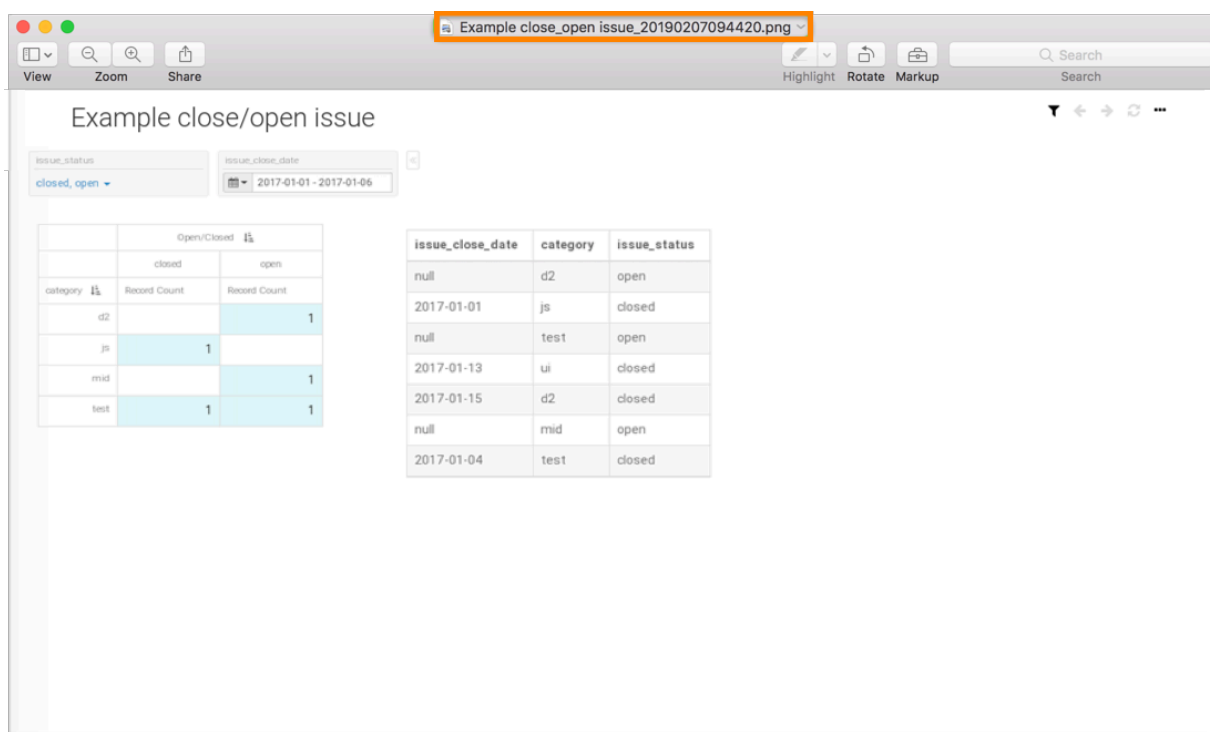 Example close_open issue_20190207094420.png
View Zoom Share Highlight Rotate Markup Search
Search
Example close/open issue
issue_status
closed, open
issue_close_date
2017-01-01 - 2017-01-06
Open/Closed
closed open
category Record Count Record Count
d2 1
js 1
mid 1
test 1 1
issue_close_date category issue_status
null d2 open
2017-01-01 js closed
null test open
2017-01-13 ui closed
2017-01-15 d2 closed
null mid open
2017-01-04 test closed